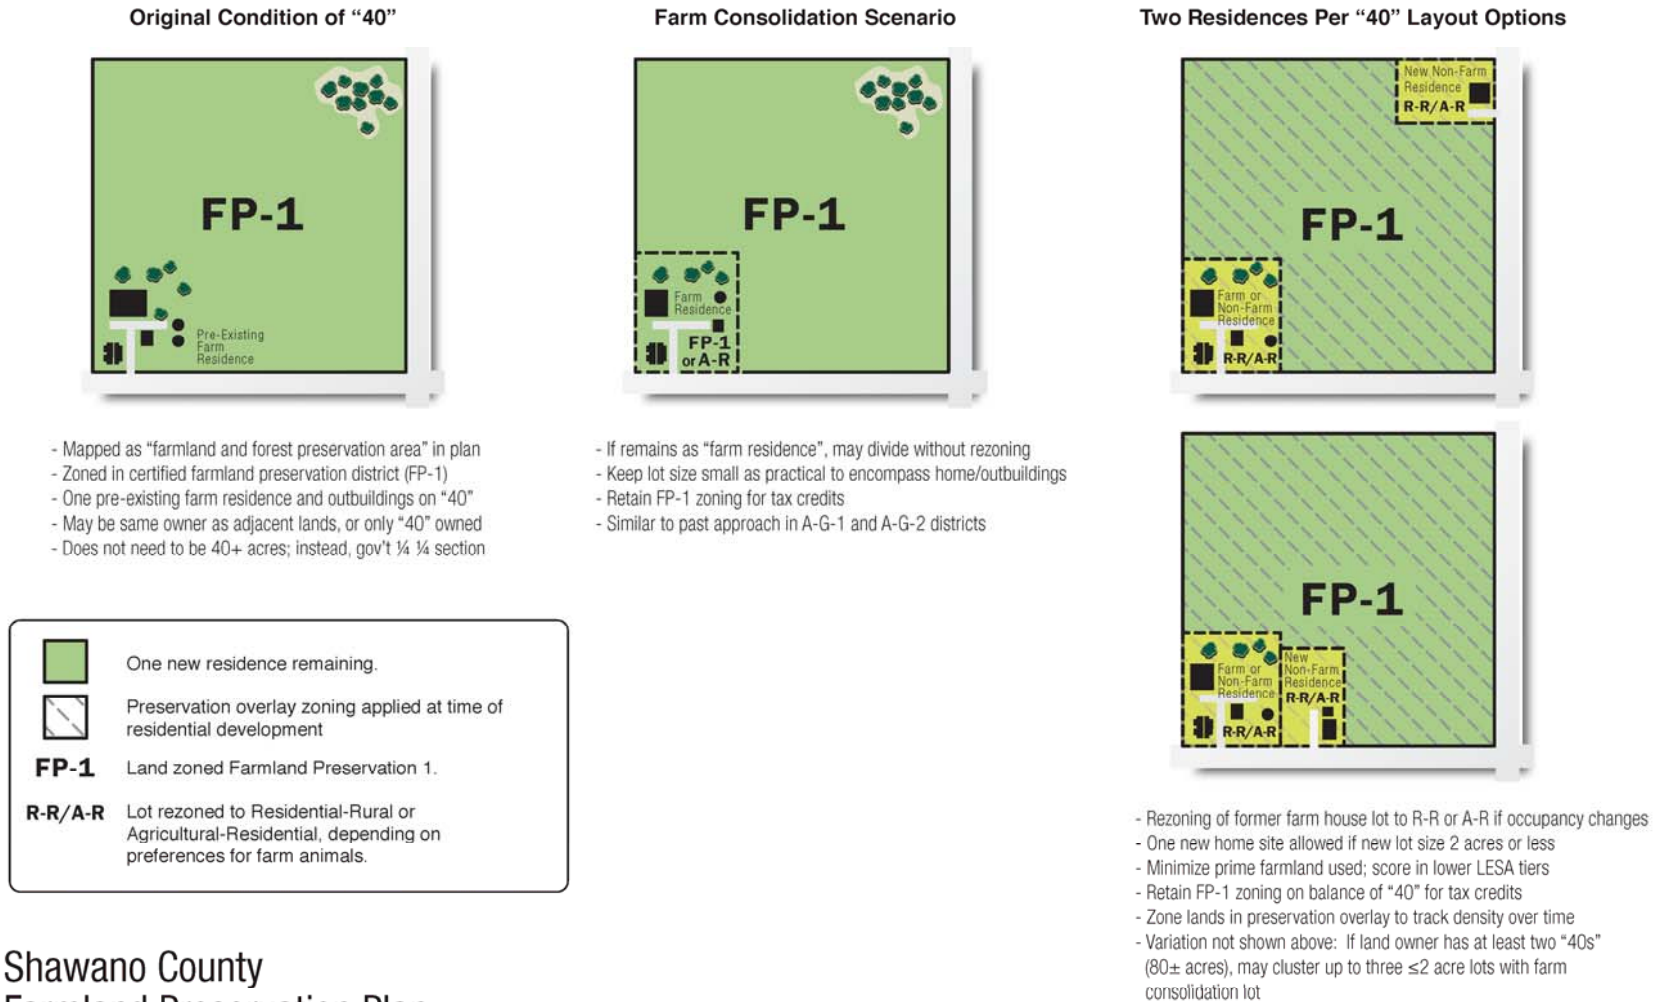 Original Condition of “40”
FP-1
Pre-Existing
Farm
Residence
- Mapped as “farmland and forest preservation area” in plan
- Zoned in certified farmland preservation district (FP-1)
- One pre-existing farm residence and outbuildings on “40”
- May be same owner as adjacent lands, or only “40” owned
- Does not need to be 40+ acres; instead, gov’t ¼ ¼ section
Farm Consolidation Scenario
FP-1
Farm
Residence
FP-1
or A-R
- If remains as “farm residence”, may divide without rezoning
- Keep lot size small as practical to encompass home/outbuildings
- Retain FP-1 zoning for tax credits
- Similar to past approach in A-G-1 and A-G-2 districts
Two Residences Per “40” Layout Options
New Non-Farm
Residence
R-R/A-R
FP-1
Farm or
Non-Farm
Residence
R-R/A-R
FP-1
Farm or
Non-Farm
Residence
R-R/A-R
New
Non-Farm
Residence
R-R/A-R
- Rezoning of former farm house lot to R-R or A-R if occupancy changes
- One new home site allowed if new lot size 2 acres or less
- Minimize prime farmland used; score in lower LESA tiers
- Retain FP-1 zoning on balance of “40” for tax credits
- Zone lands in preservation overlay to track density over time
- Variation not shown above: If land owner has at least two “40s”
(80± acres), may cluster up to three ≤2 acre lots with farm
consolidation lot
One new residence remaining.
Preservation overlay zoning applied at time of
residential development
FP-1 Land zoned Farmland Preservation 1.
R-R/A-R Lot rezoned to Residential-Rural or
Agricultural-Residential, depending on
preferences for farm animals.
Shawano County
Farmland Preservation Plan